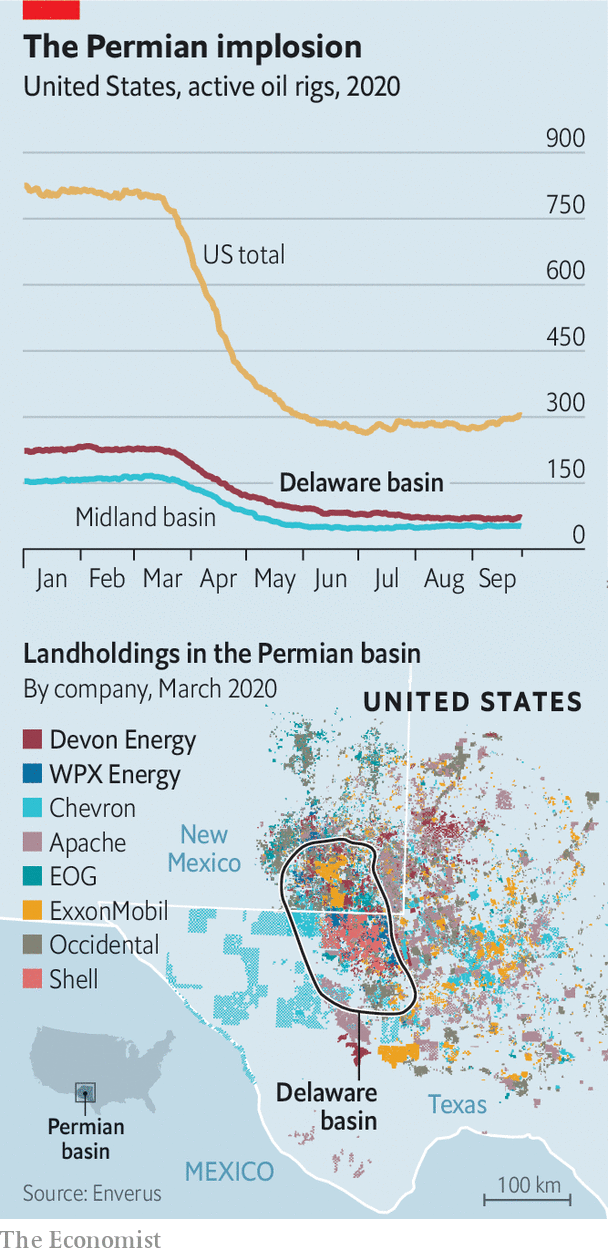 The Permian implosion
United States, active oil rigs, 2020
900
750
US total
600
450
300
150
Delaware basin
Midland basin
0
Jan Feb Mar Apr May Jun Jul Aug Sep
Landholdings in the Permian basin
By company, March 2020
UNITED STATES
Devon Energy
WPX Energy
Chevron
Apache
EOG
ExxonMobil
Occidental
Shell
New
Mexico
Delaware
basin
Texas
Permian
basin
MEXICO
Source: Enverus
100 km
The Economist